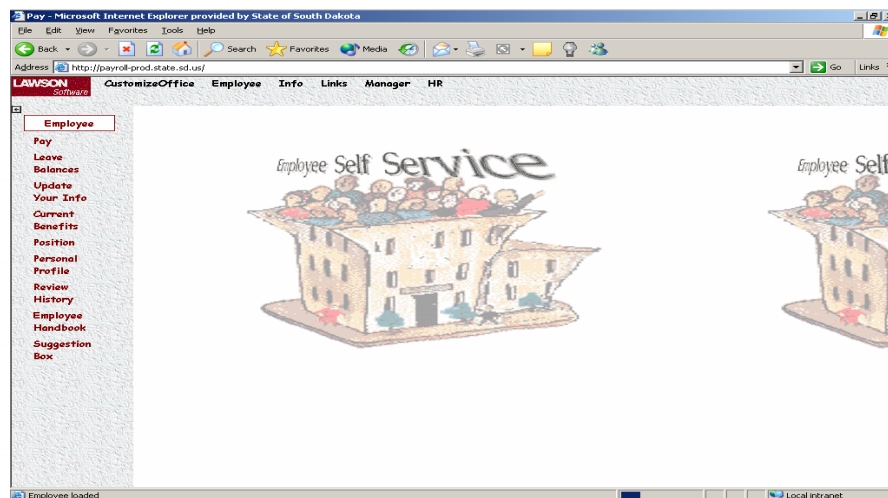 Pay - Microsoft Internet Explorer provided by State of South Dakota
File Edit View Favorites Tools Help
Back Search Favorites Media
Address http://payroll-prod.state.sd.us/ Go Links
LAWSON Software CustomizeOffice Employee Info Links Manager HR
Employee
Pay
Leave
Balances
Update
Your Info
Current
Benefits
Position
Personal
Profile
Review
History
Employee
Handbook
Suggestion
Box
Employee Self Service
Employee Self
Employee loaded Local intranet